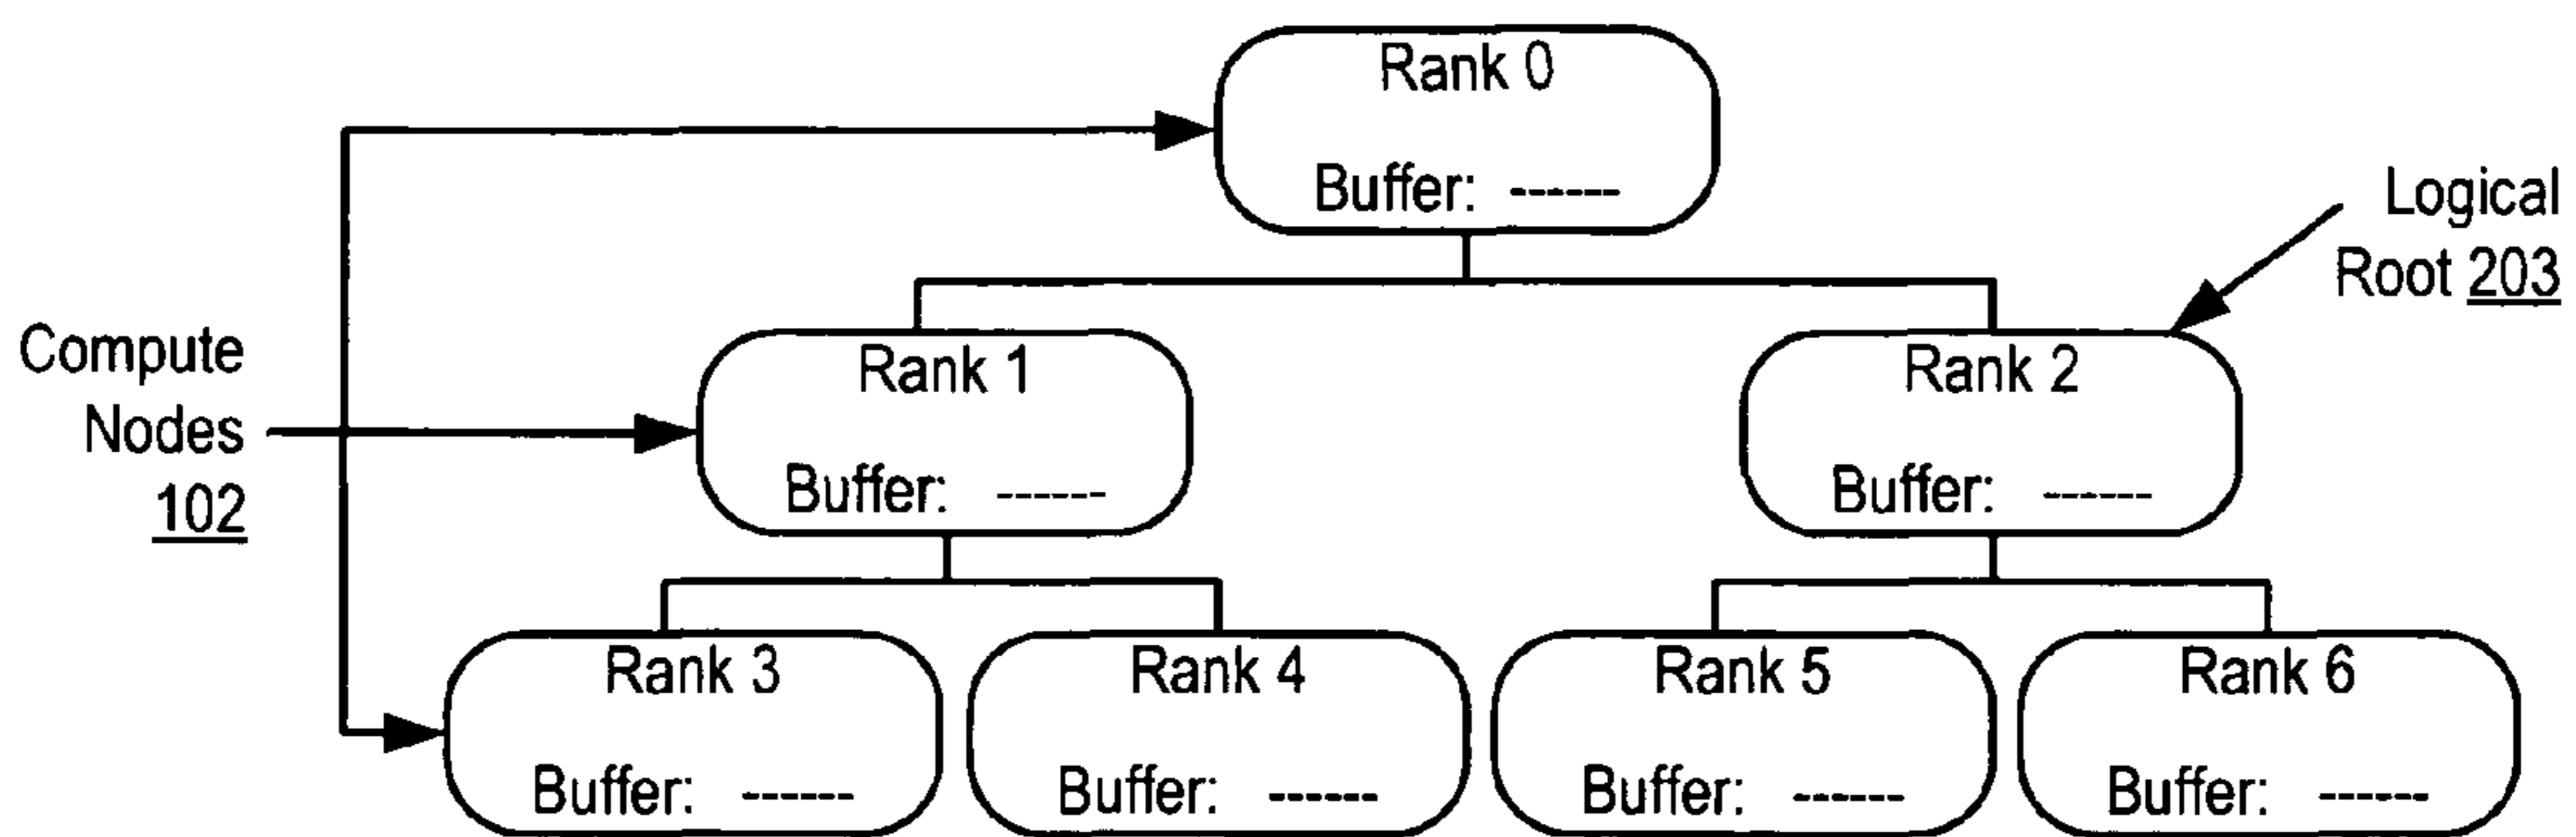 Rank 0
Buffer: ------
Logical
Root 203
Compute
Nodes
102
Rank 1
Buffer: ------
Rank 2
Buffer: ------
Rank 3
Buffer: ------
Rank 4
Buffer: ------
Rank 5
Buffer: ------
Rank 6
Buffer: ------